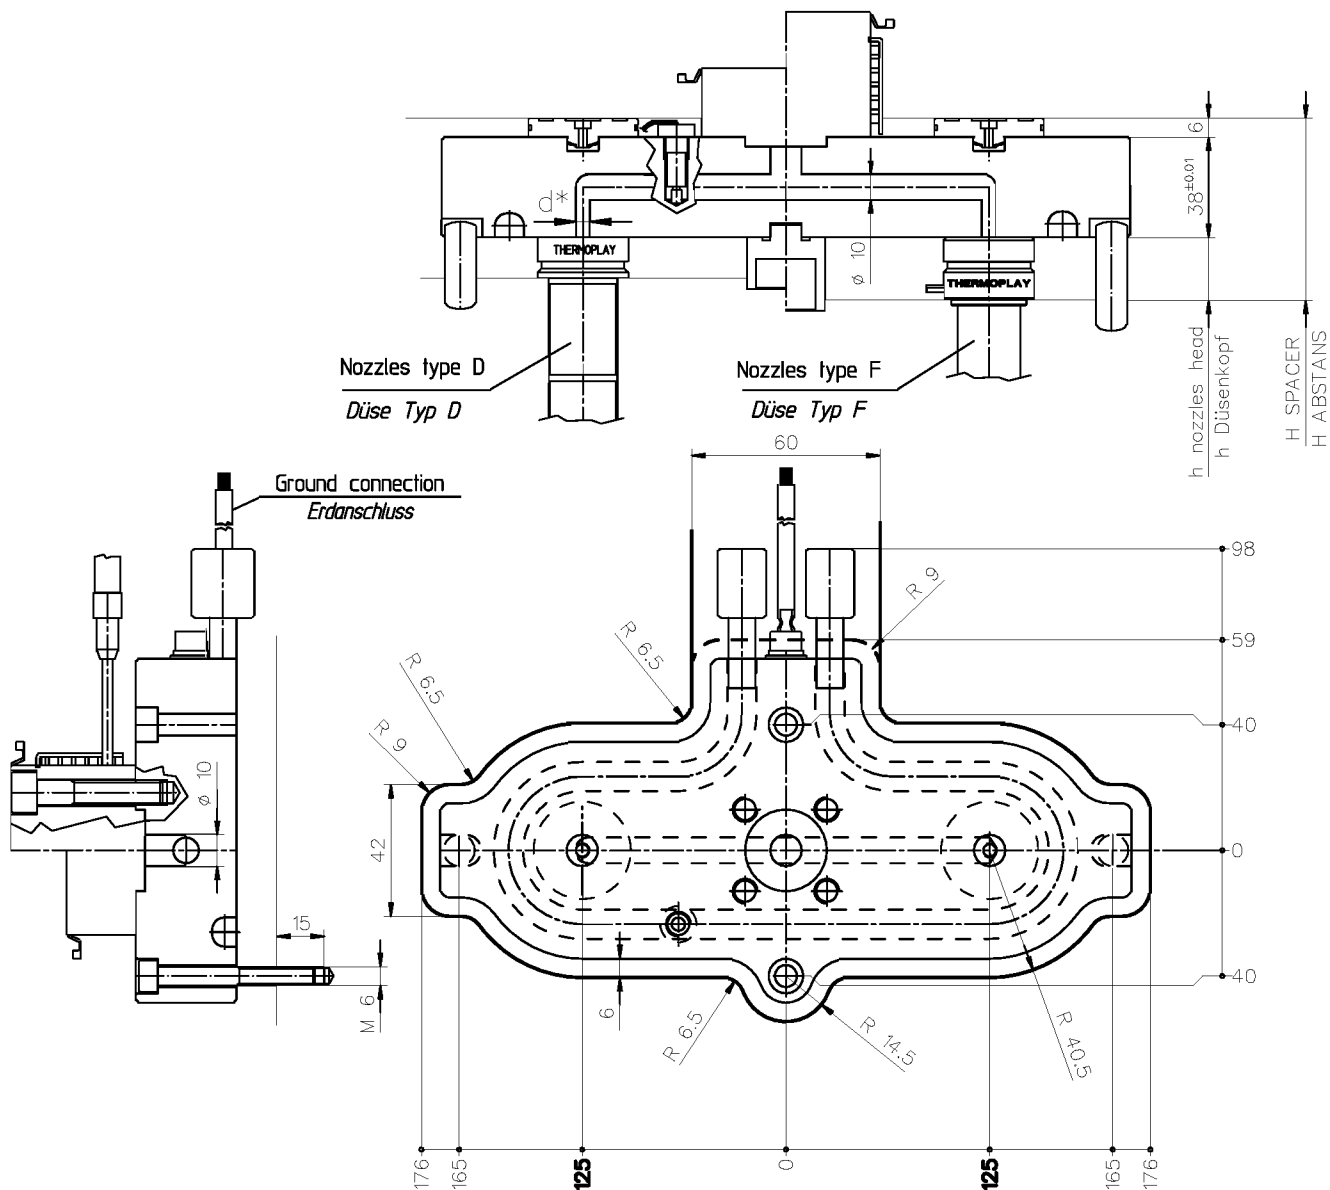 6
38±0.01
d*
THERMOPLAY
ø 10
THERMOPLAY
Nozzles type D
Düse Typ D
Nozzles type F
Düse Typ F
h nozzles head
h Düsenkopf
H SPACER
H ABSTANS
60
Ground connection
Erdanschluss
98
R 9
59
R 6.5
R 6.5
40
R 9
ø 10
42
0
15
40
M 6
6
R 6.5
R 14.5
R 40.5
176
165
125
0
125
165
176